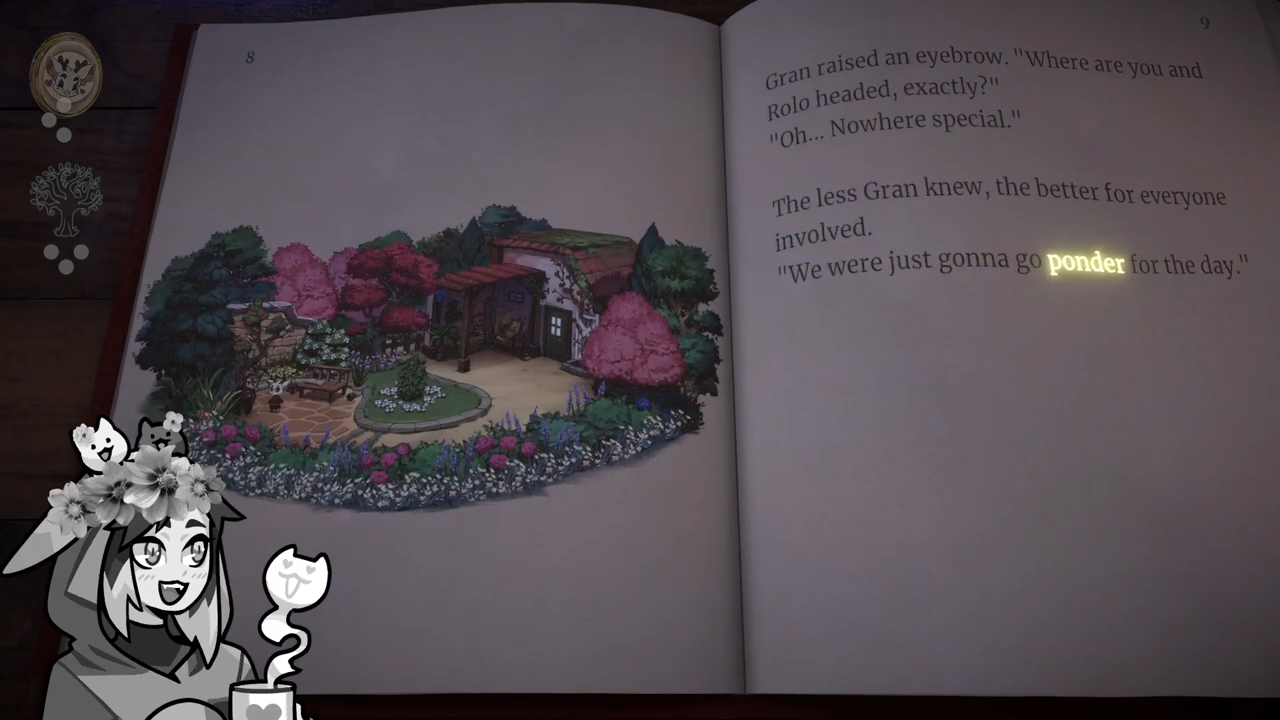 8
9
Gran raised an eyebrow. "Where are you and
Rolo headed, exactly?"
"Oh... Nowhere special."
The less Gran knew, the better for everyone
involved.
"We were just gonna go ponder for the day."